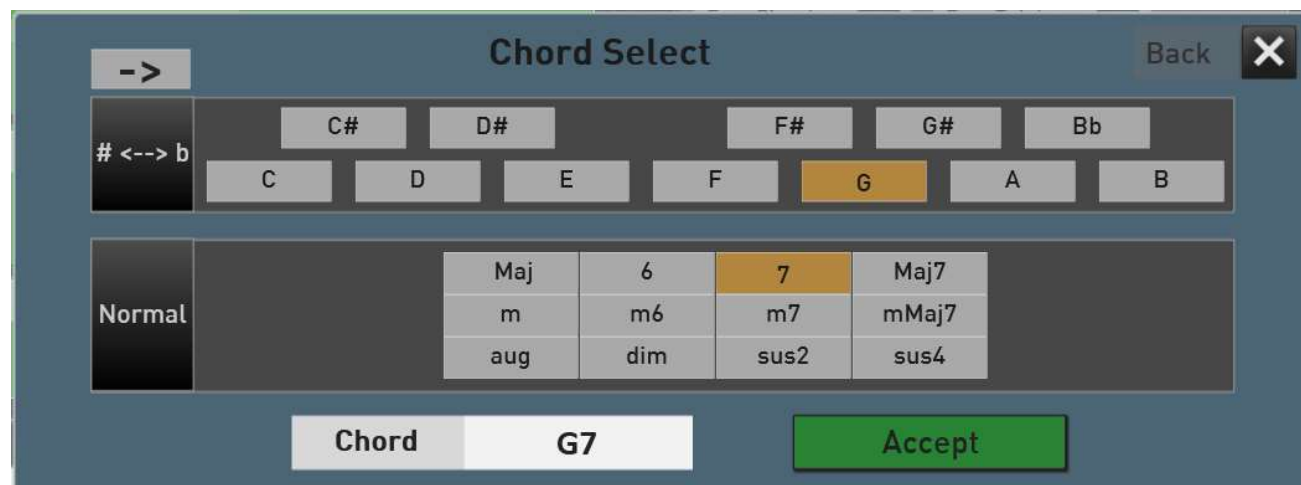 Chord Select
Back
->
# <--> b
C# D# F# G# Bb
C D E F G A B
Normal
Maj 6 7 Maj7
m m6 m7 mMaj7
aug dim sus2 sus4
Chord G7 Accept